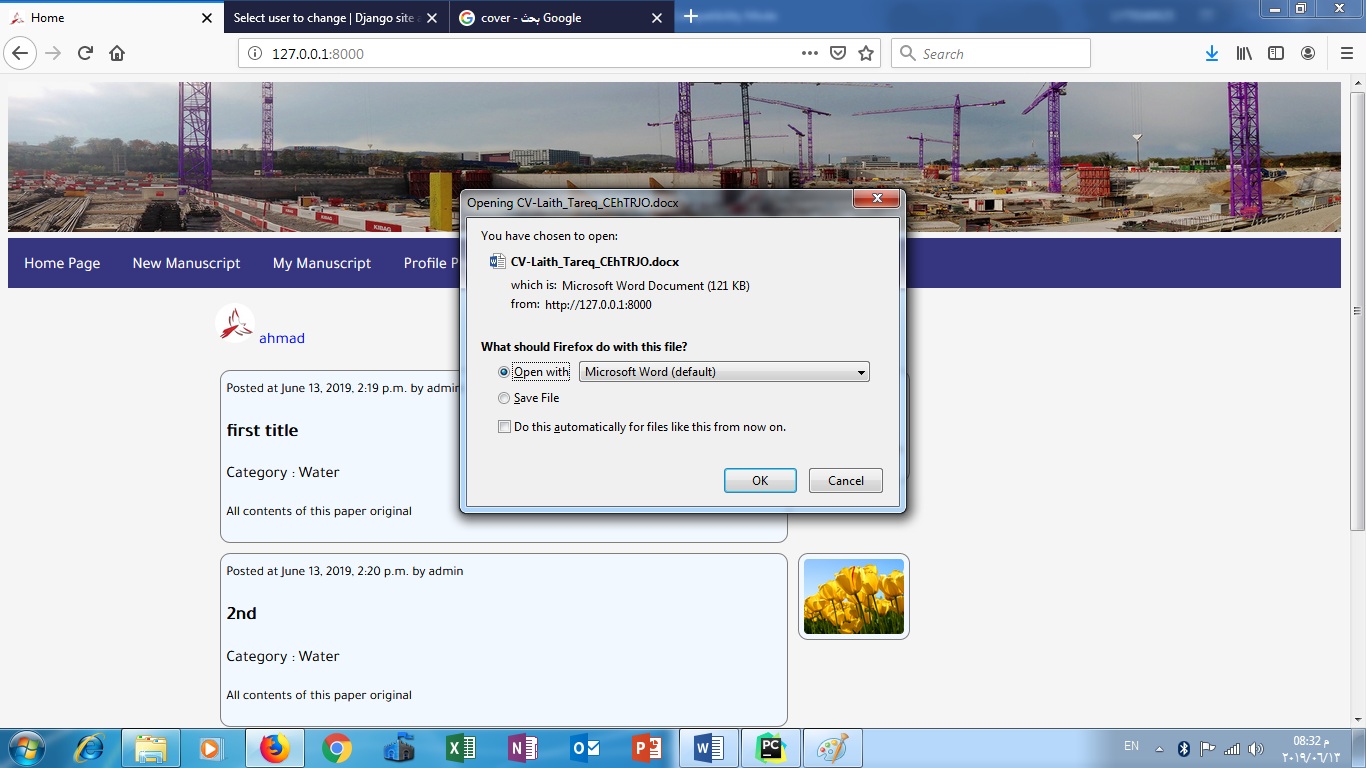 Home
Select user to change | Django site a
cover - بحث Google
127.0.0.1:8000
Search
KIBAG
KIBAG
Home Page
New Manuscript
My Manuscript
Profile P
ahmad
Posted at June 13, 2019, 2:19 p.m. by admin
first title
Category : Water
All contents of this paper original
Opening CV-Laith_Tareq_CEhTRJO.docx
You have chosen to open:
CV-Laith_Tareq_CEhTRJO.docx
which is: Microsoft Word Document (121 KB)
from: http://127.0.0.1:8000
What should Firefox do with this file?
Open with
Microsoft Word (default)
Save File
Do this automatically for files like this from now on.
OK
Cancel
Posted at June 13, 2019, 2:20 p.m. by admin
2nd
Category : Water
All contents of this paper original
EN
08:32 م
٢٠١٩/٠٦/١٣